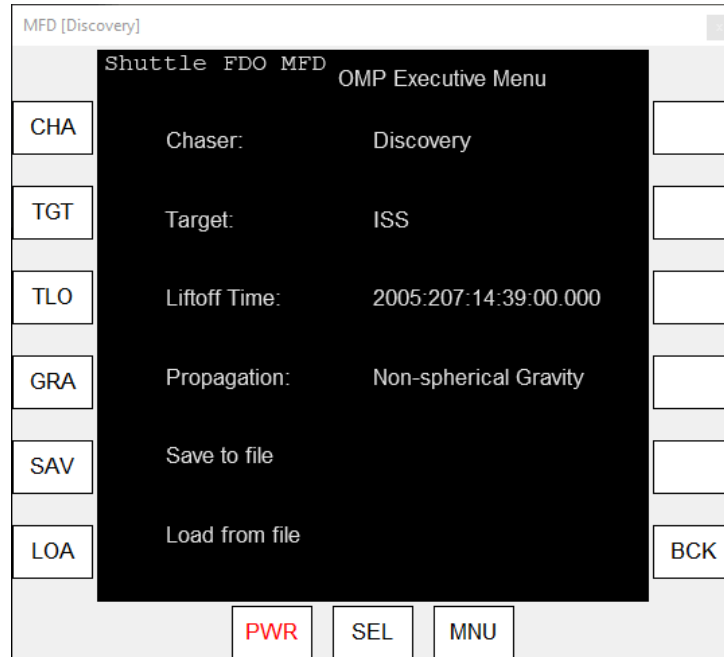 MFD [Discovery]
Shuttle FDO MFD
OMP Executive Menu
CHA
Chaser: Discovery
TGT
Target: ISS
TLO
Liftoff Time: 2005:207:14:39:00.000
GRA
Propagation: Non-spherical Gravity
SAV
Save to file
LOA
Load from file
BCK
PWR SEL MNU